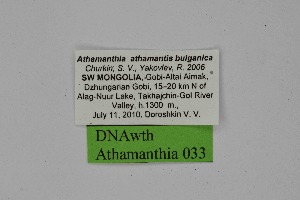 Athamanthia athamantis bulganica
Churkin, S. V., Yakovlev, R. 2006
SW MONGOLIA, Gobi-Altai Aimak,
Dzhungarian Gobi, 15-20 km N of
Alag-Nuur Lake, Takhajchin-Gol River
Valley, h.1300 m.,
July 11, 2010, Doroshkin V. V.
DNAwth
Athamanthia 033